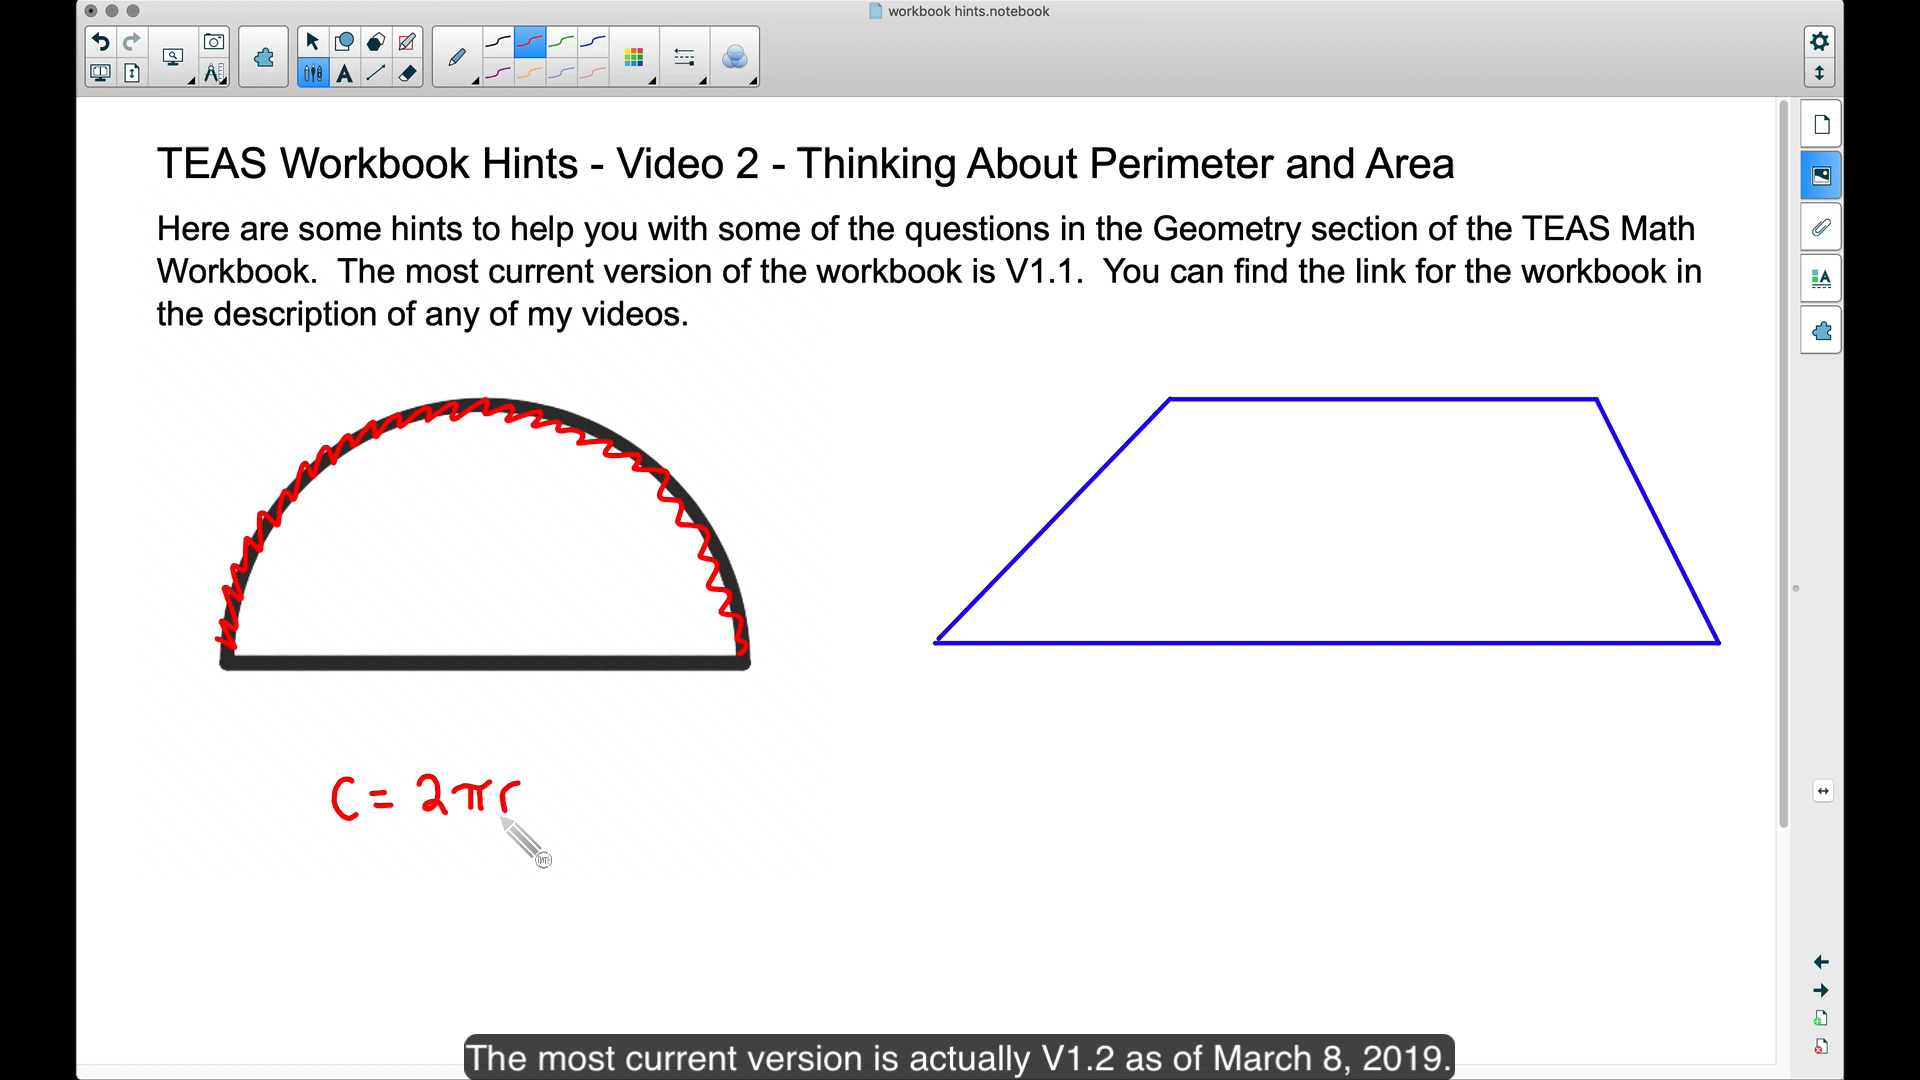 workbook hints.notebook
TEAS Workbook Hints - Video 2 - Thinking About Perimeter and Area
Here are some hints to help you with some of the questions in the Geometry section of the TEAS Math
Workbook.  The most current version of the workbook is V1.1.  You can find the link for the workbook in
the description of any of my videos.
C = 2πr
The most current version is actually V1.2 as of March 8, 2019.